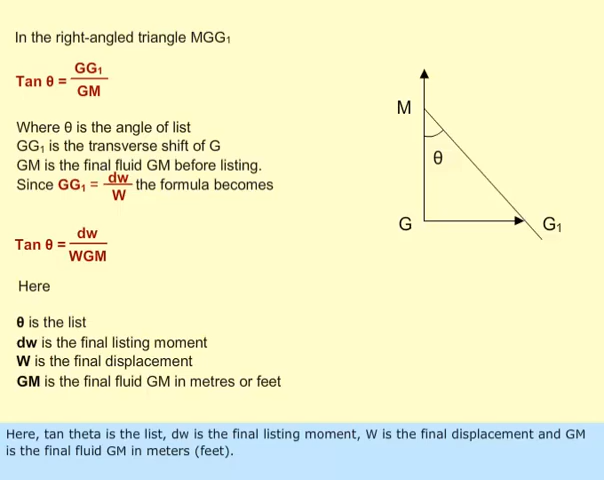 In the right-angled triangle MGG₁
Tan θ = GG₁
GM
Where θ is the angle of list
GG₁ is the transverse shift of G
GM is the final fluid GM before listing.
Since GG₁ = dw/W the formula becomes
Tan θ = dw
WGM
Here
θ is the list
dw is the final listing moment
W is the final displacement
GM is the final fluid GM in metres or feet
M
θ
G
G₁
Here, tan theta is the list, dw is the final listing moment, W is the final displacement and GM
is the final fluid GM in meters (feet).